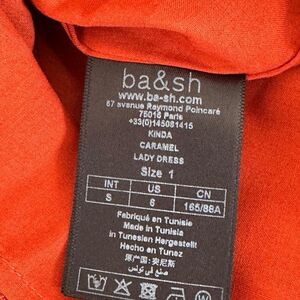 ba&sh
www.ba-sh.com
67 avenue Raymond Poincaré
75016 Paris
+33(0)145081415
KINDA
CARAMEL
LADY DRESS
Size 1
INT US CN
S 6 165/88A
Fabriqué en Tunisie
Made in Tunisia
in Tunesien Hergestellt
Hecho en Tunez
原产国:突尼斯
صنع في تونس